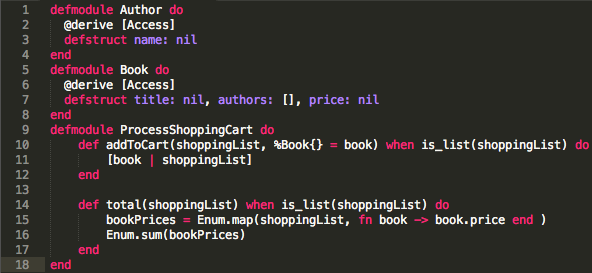 1 defmodule Author do
2   @derive [Access]
3   defstruct name: nil
4 end
5 defmodule Book do
6   @derive [Access]
7   defstruct title: nil, authors: [], price: nil
8 end
9 defmodule ProcessShoppingCart do
10     def addToCart(shoppingList, %Book{} = book) when is_list(shoppingList) do
11         [book | shoppingList]
12     end
13
14     def total(shoppingList) when is_list(shoppingList) do
15         bookPrices = Enum.map(shoppingList, fn book -> book.price end )
16         Enum.sum(bookPrices)
17     end
18 end